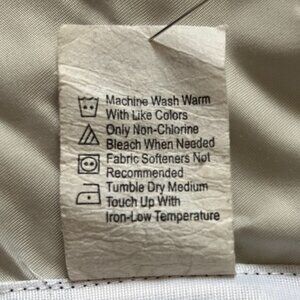 Machine Wash Warm
With Like Colors
Only Non-Chlorine
Bleach When Needed
Fabric Softeners Not
Recommended
Tumble Dry Medium
Touch Up With
Iron-Low Temperature